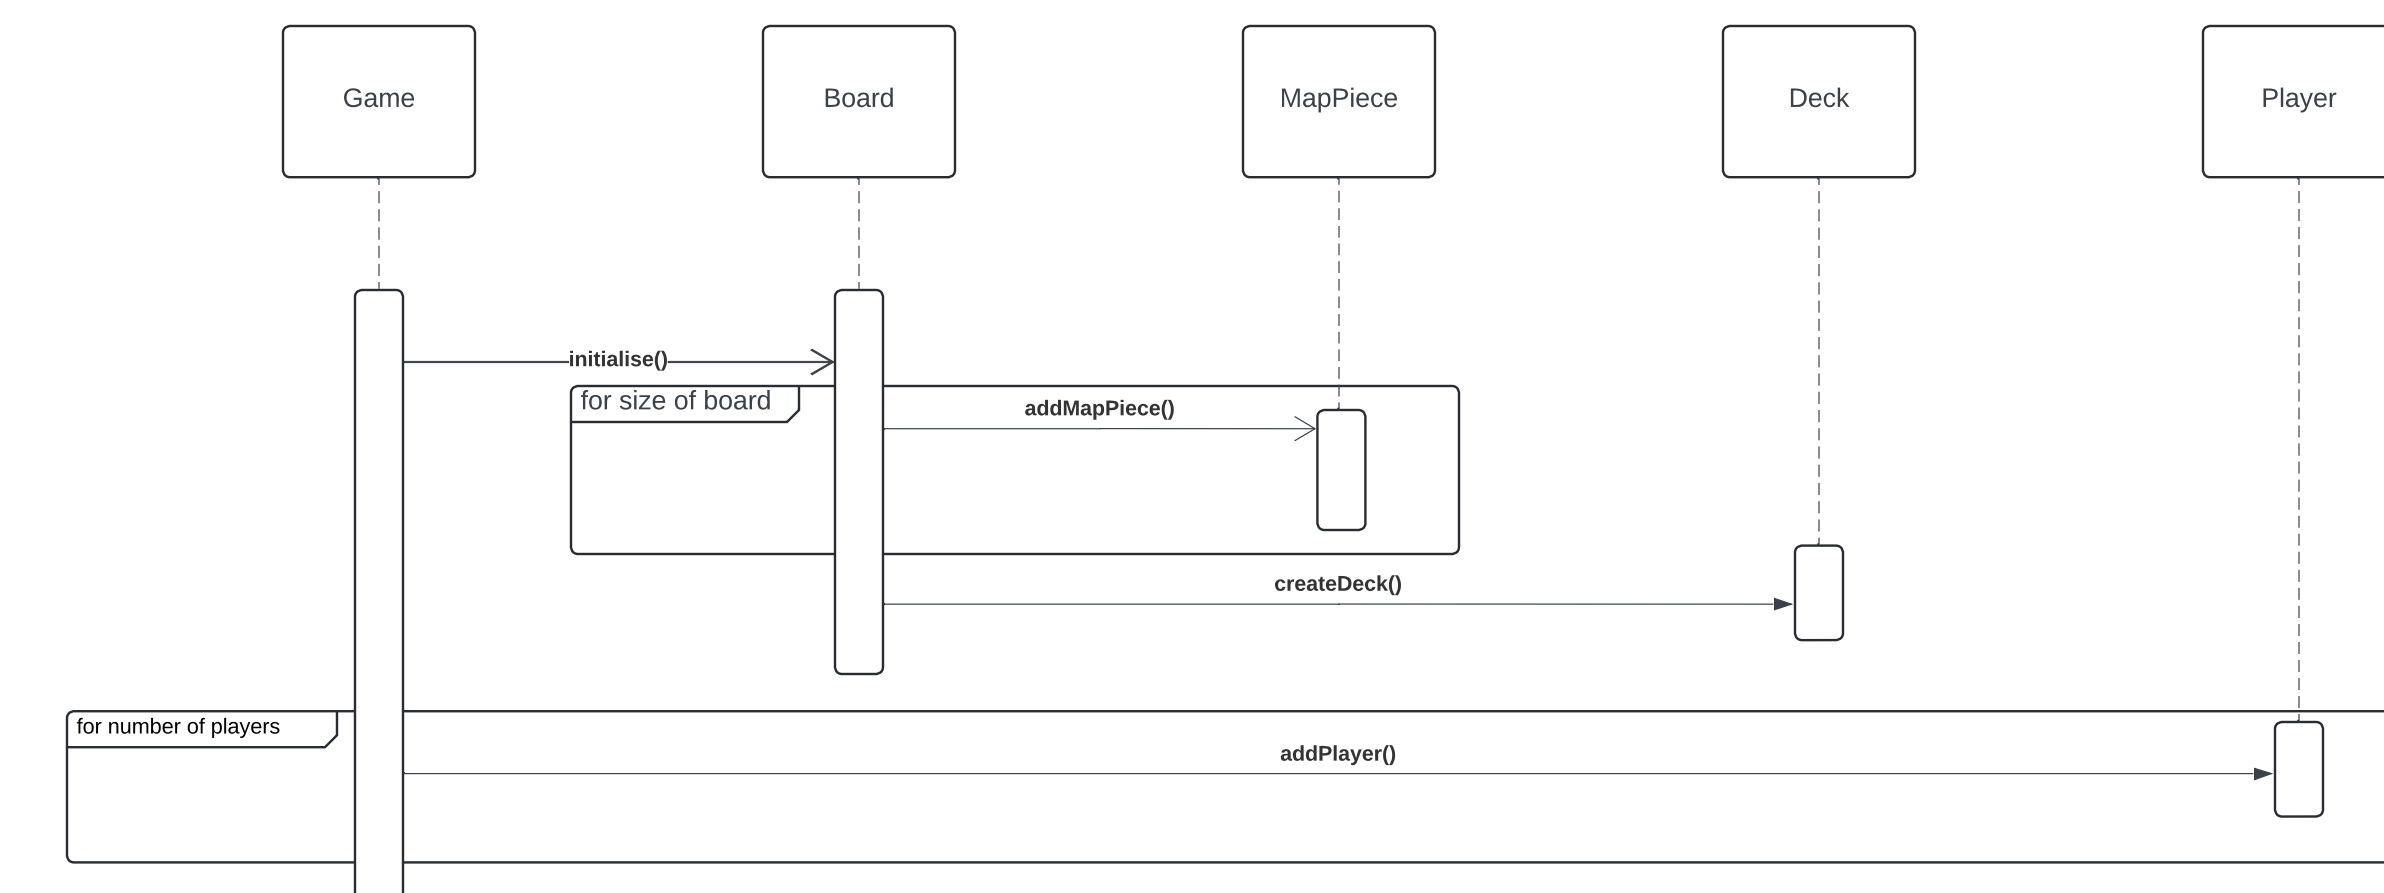 Game
Board
MapPiece
Deck
Player
initialise()
for size of board
addMapPiece()
createDeck()
for number of players
addPlayer()